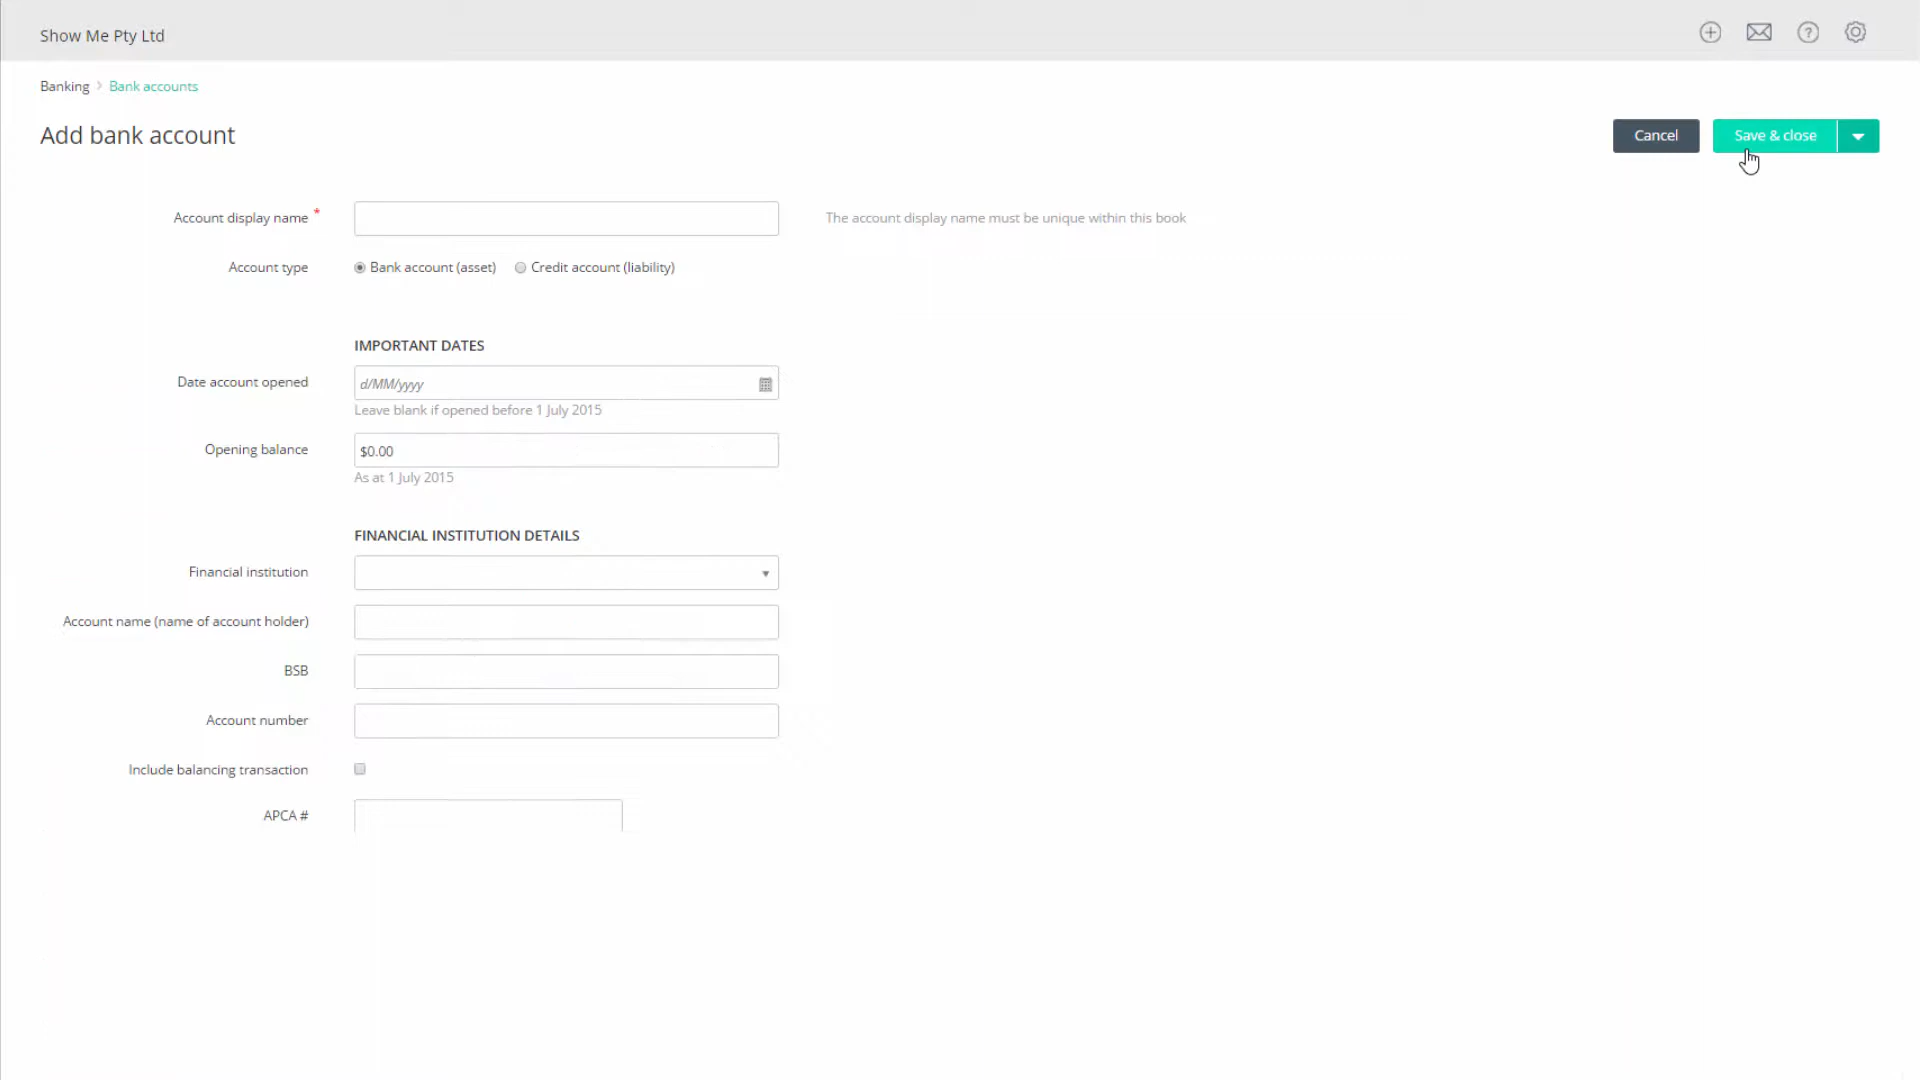 Show Me Pty Ltd
Banking > Bank accounts
Add bank account
Cancel
Save & close
Account display name *
The account display name must be unique within this book
Account type
Bank account (asset)
Credit account (liability)
IMPORTANT DATES
Date account opened
d/MM/yyyy
Leave blank if opened before 1 July 2015
Opening balance
$0.00
As at 1 July 2015
FINANCIAL INSTITUTION DETAILS
Financial institution
Account name (name of account holder)
BSB
Account number
Include balancing transaction
APCA #